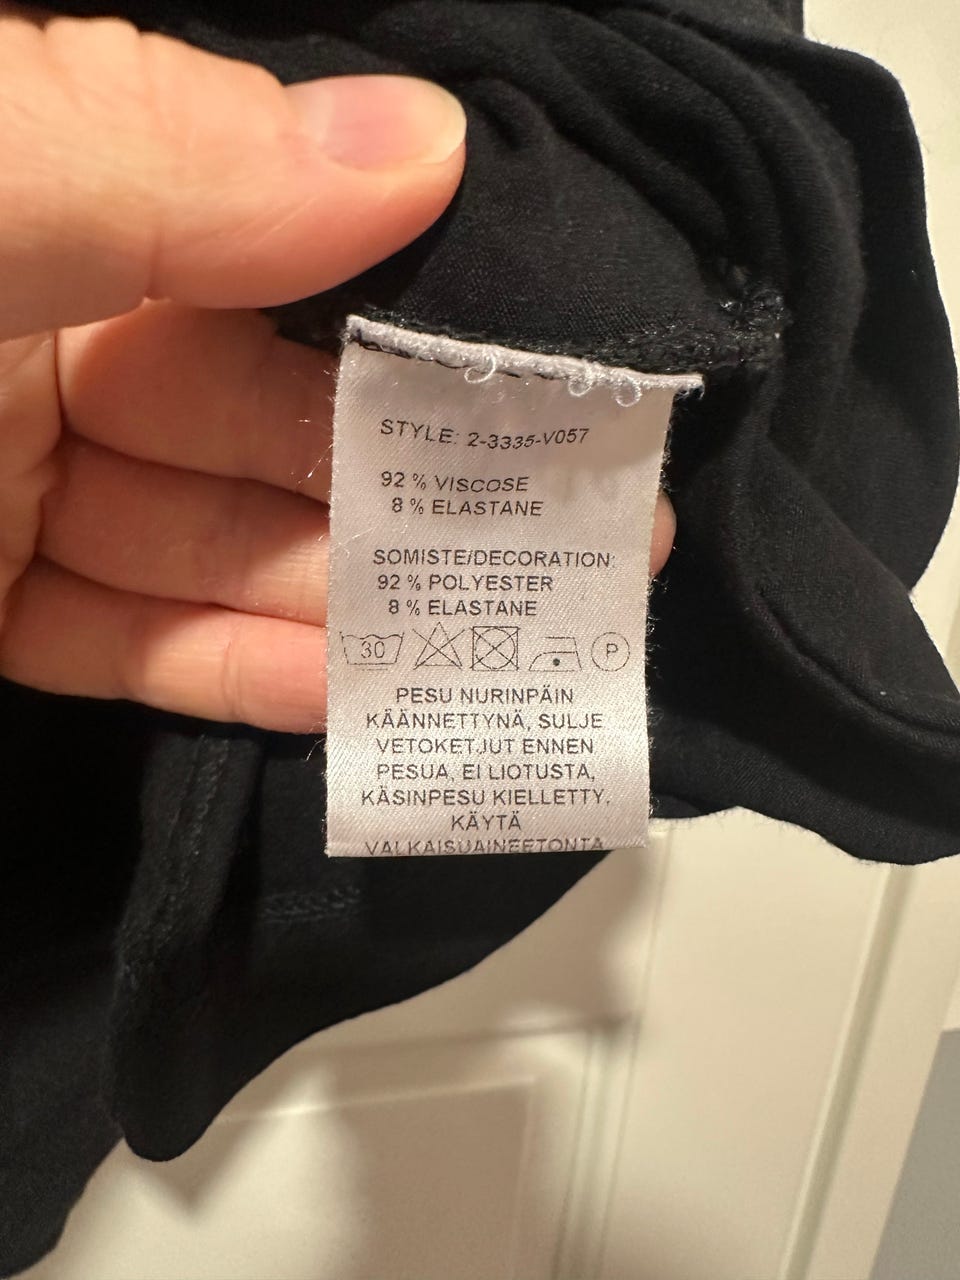 STYLE: 2-3335-V057
92 % VISCOSE
8 % ELASTANE
SOMISTE/DECORATION:
92 % POLYESTER
8 % ELASTANE
30 P
PESU NURINPÄIN
KÄÄNNETTYNÄ, SULJE
VETOKETJUT ENNEN
PESUA, EI LIOTUSTA,
KÄSINPESU KIELLETTY.
KÄYTÄ
VALKAISUAINEETONTA